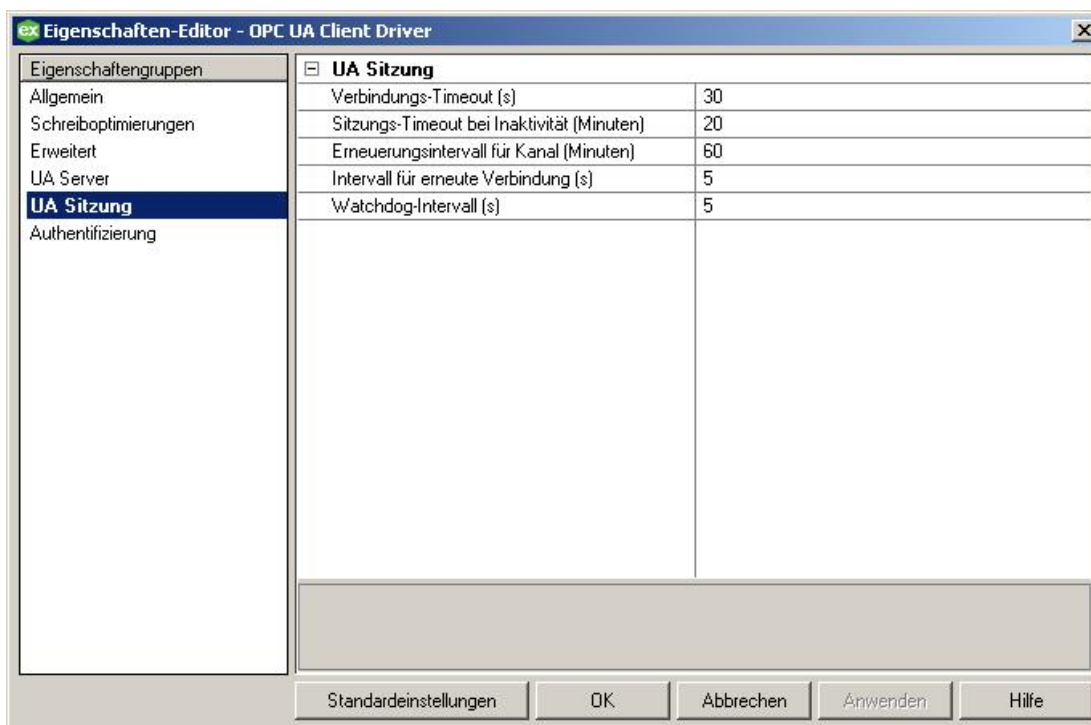 ex Eigenschaften-Editor - OPC UA Client Driver
Eigenschaftengruppen
Allgemein
Schreiboptimierungen
Erweitert
UA Server
UA Sitzung
Authentifizierung
UA Sitzung
Verbindungs-Timeout (s) 30
Sitzungs-Timeout bei Inaktivität (Minuten) 20
Erneuerungsintervall für Kanal (Minuten) 60
Intervall für erneute Verbindung (s) 5
Watchdog-Intervall (s) 5
Standardeinstellungen OK Abbrechen Anwenden Hilfe